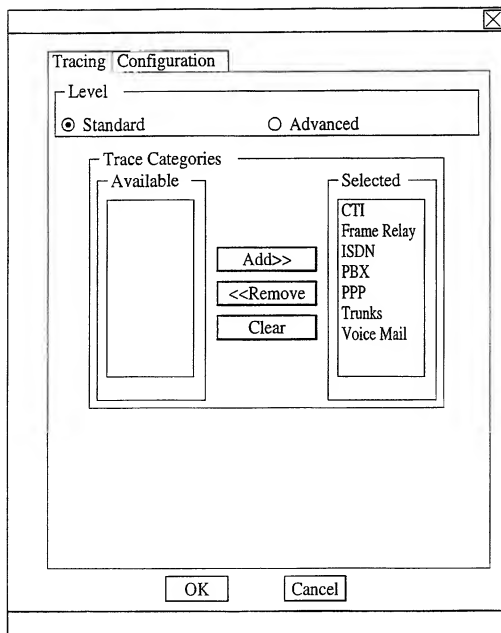 Tracing Configuration
Level
Standard Advanced
Trace Categories
Available
Selected
CTI
Frame Relay
ISDN
PBX
PPP
Trunks
Voice Mail
Add>>
<<Remove
Clear
OK Cancel